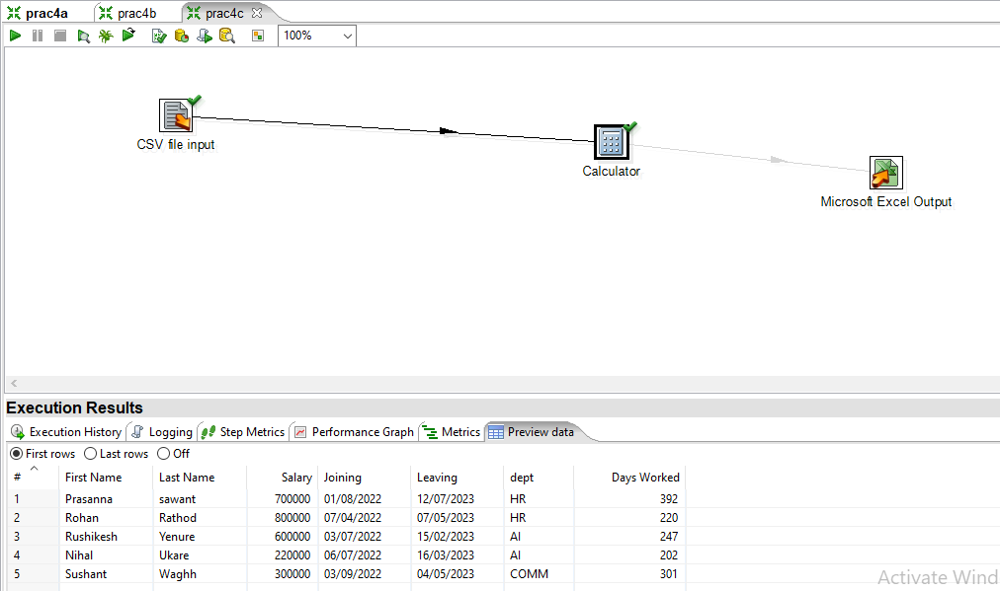 prac4a prac4b prac4c
100%
CSV file input
Calculator
Microsoft Excel Output
Execution Results
Execution History Logging Step Metrics Performance Graph Metrics Preview data
First rows Last rows Off
# First Name Last Name Salary Joining Leaving dept Days Worked
1 Prasanna sawant 700000 01/08/2022 12/07/2023 HR 392
2 Rohan Rathod 800000 07/04/2022 07/05/2023 HR 220
3 Rushikesh Yenure 600000 03/07/2022 15/02/2023 AI 247
4 Nihal Ukare 220000 06/07/2022 16/03/2023 AI 202
5 Sushant Waghh 300000 03/09/2022 04/05/2023 COMM 301
Activate Wind